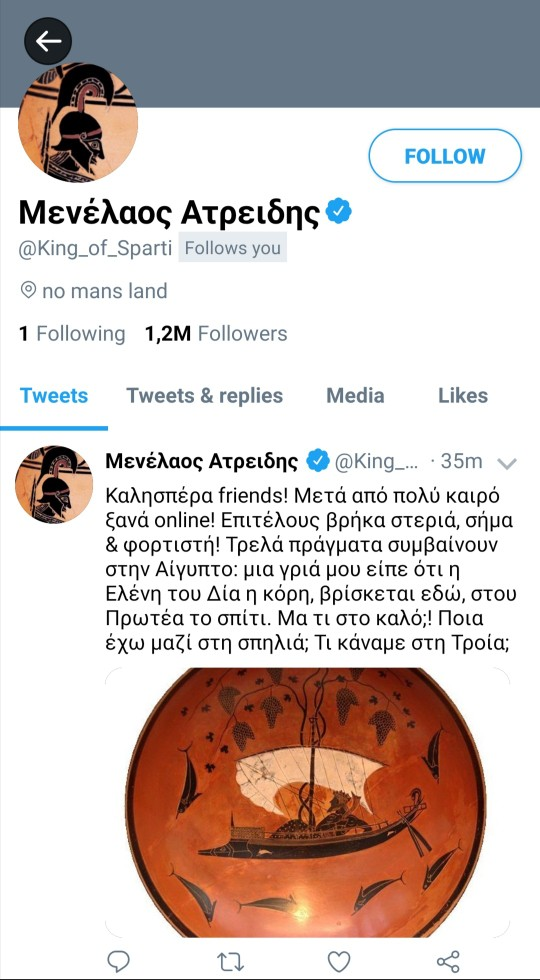 FOLLOW
Μενέλαος Ατρειδης
@King_of_Sparti Follows you
no mans land
1 Following 1,2M Followers
Tweets Tweets & replies Media Likes
Μενέλαος Ατρειδης @King_... · 35m
Καλησπέρα friends! Μετά από πολύ καιρό
ξανά online! Επιτέλους βρήκα στεριά, σήμα
& φορτιστή! Τρελά πράγματα συμβαίνουν
στην Αίγυπτο: μια γριά μου είπε ότι η
Ελένη του Δία η κόρη, βρίσκεται εδώ, στου
Πρωτέα το σπίτι. Μα τι στο καλό;! Ποια
έχω μαζί στη σπηλιά; Τι κάναμε στη Τροία;